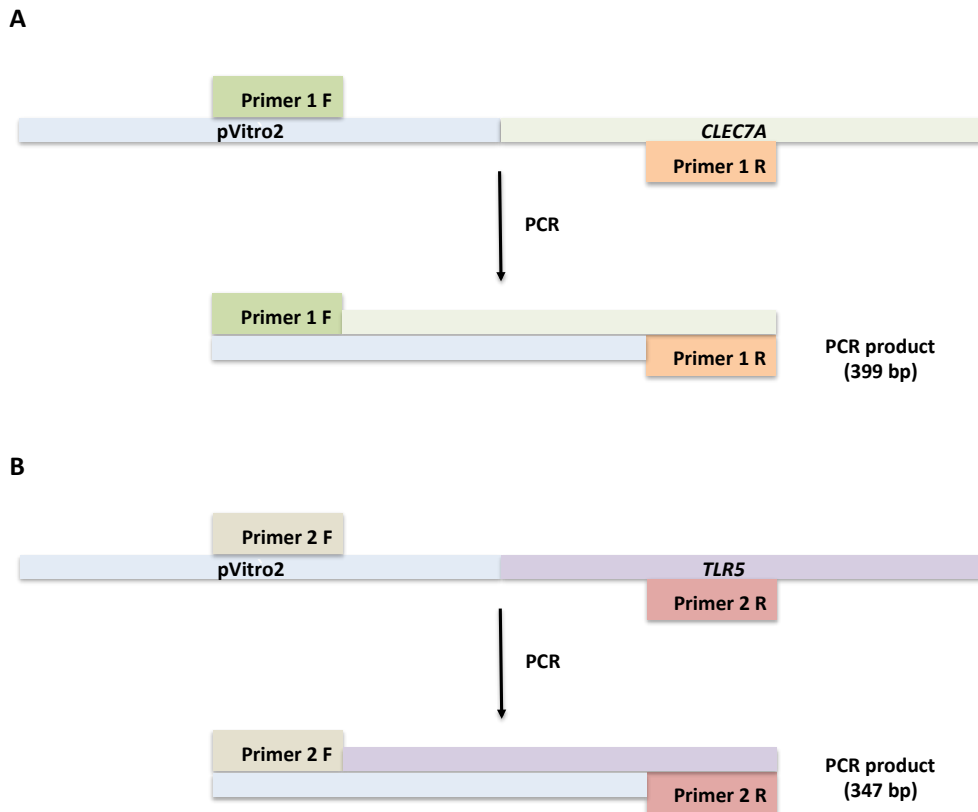 A
Primer 1 F
pVitro2
CLEC7A
Primer 1 R
PCR
Primer 1 F
Primer 1 R
PCR product
(399 bp)
B
Primer 2 F
pVitro2
TLR5
Primer 2 R
PCR
Primer 2 F
Primer 2 R
PCR product
(347 bp)